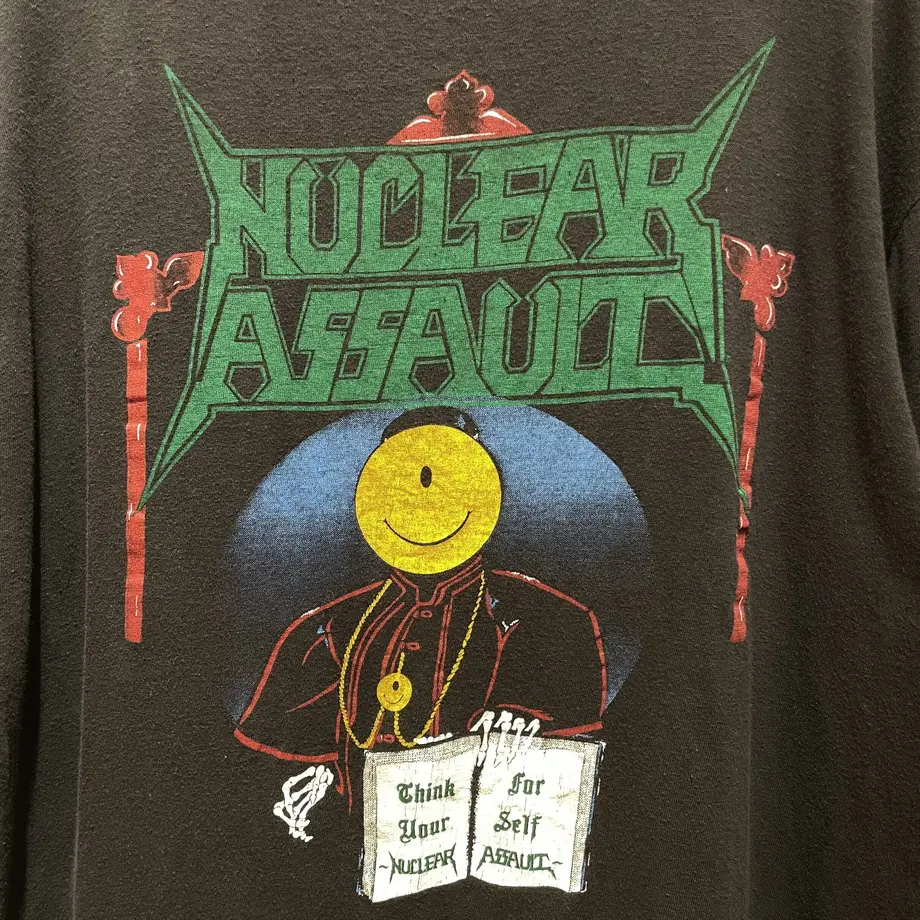 NUCLEAR
ASSAULT
Think For
Your Self
~NUCLEAR ASSAULT~